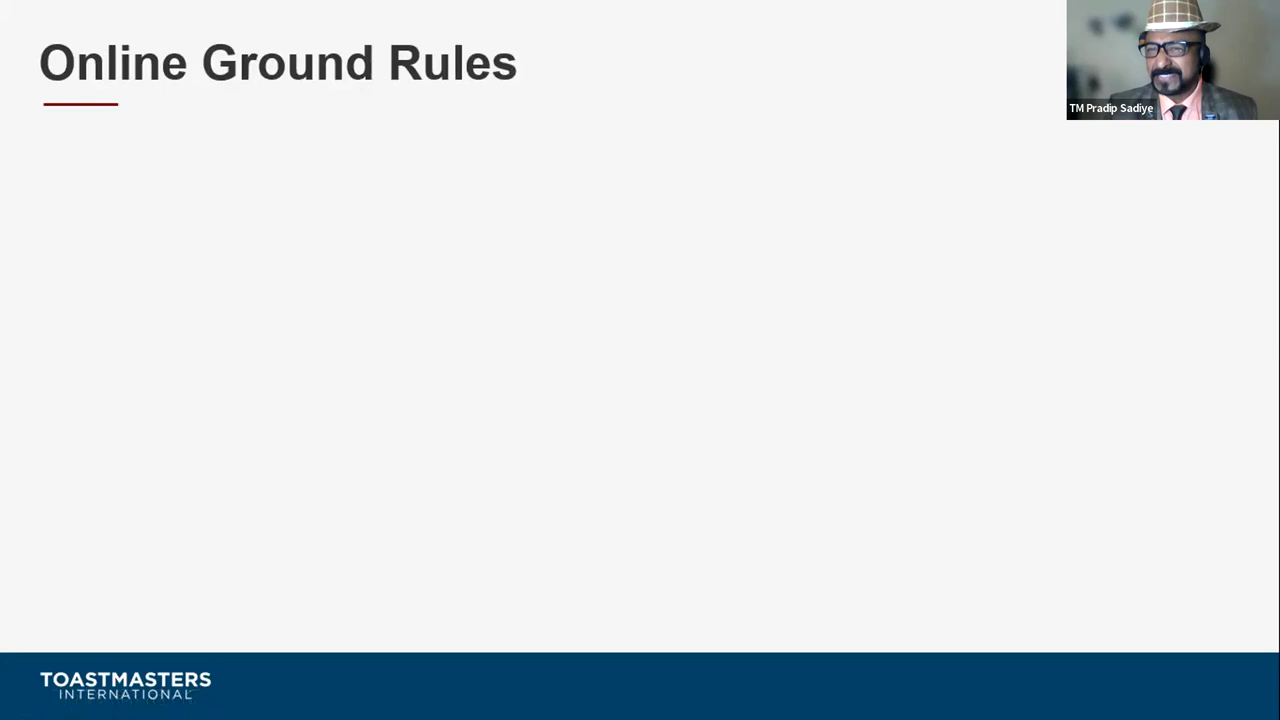 Online Ground Rules
TM Pradip Sadiye
TOASTMASTERS
INTERNATIONAL